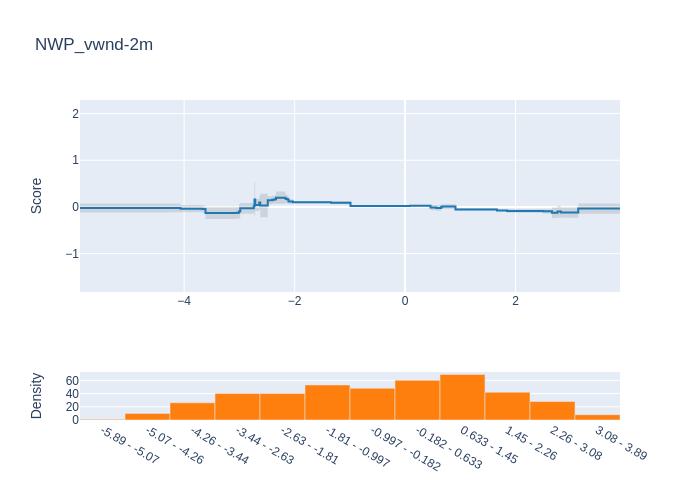 NWP_vwnd-2m
Score
2
1
0
−1
−4
−2
0
2
Density
60
40
20
0
-5.89 - -5.07
-5.07 - -4.26
-4.26 - -3.44
-3.44 - -2.63
-2.63 - -1.81
-1.81 - -0.997
-0.997 - -0.182
-0.182 - 0.633
0.633 - 1.45
1.45 - 2.26
2.26 - 3.08
3.08 - 3.89